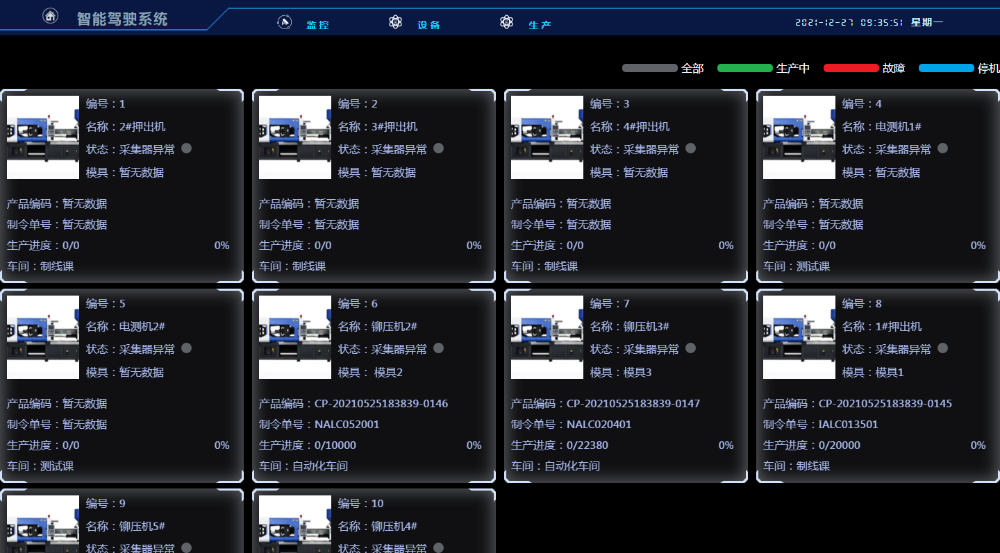 智能驾驶系统 监控 设备 生产 2021-12-27 09:35:51 星期一
全部 生产中 故障 停机
编号：1
名称：2#押出机
状态：采集器异常
模具：暂无数据
产品编码：暂无数据
制令单号：暂无数据
生产进度：0/0 0%
车间：制线课
编号：2
名称：3#押出机
状态：采集器异常
模具：暂无数据
产品编码：暂无数据
制令单号：暂无数据
生产进度：0/0 0%
车间：制线课
编号：3
名称：4#押出机
状态：采集器异常
模具：暂无数据
产品编码：暂无数据
制令单号：暂无数据
生产进度：0/0 0%
车间：制线课
编号：4
名称：电测机1#
状态：采集器异常
模具：暂无数据
产品编码：暂无数据
制令单号：暂无数据
生产进度：0/0 0%
车间：测试课
编号：5
名称：电测机2#
状态：采集器异常
模具：暂无数据
产品编码：暂无数据
制令单号：暂无数据
生产进度：0/0 0%
车间：测试课
编号：6
名称：铆压机2#
状态：采集器异常
模具： 模具2
产品编码：CP-20210525183839-0146
制令单号：NALC052001
生产进度：0/10000 0%
车间：自动化车间
编号：7
名称：铆压机3#
状态：采集器异常
模具：模具3
产品编码：CP-20210525183839-0147
制令单号：NALC020401
生产进度：0/22380 0%
车间：自动化车间
编号：8
名称：1#押出机
状态：采集器异常
模具：模具1
产品编码：CP-20210525183839-0145
制令单号：IALC013501
生产进度：0/20000 0%
车间：制线课
编号：9
名称：铆压机5#
状态：采集器异常
编号：10
名称：铆压机4#
状态：采集器异常